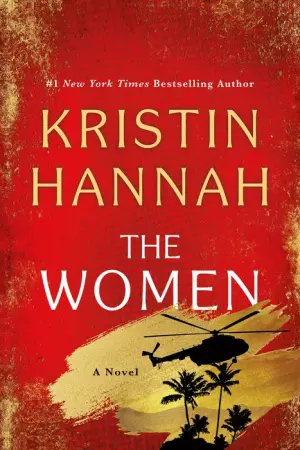 #1 New York Times Bestselling Author
KRISTIN
HANNAH
THE
WOMEN
A Novel